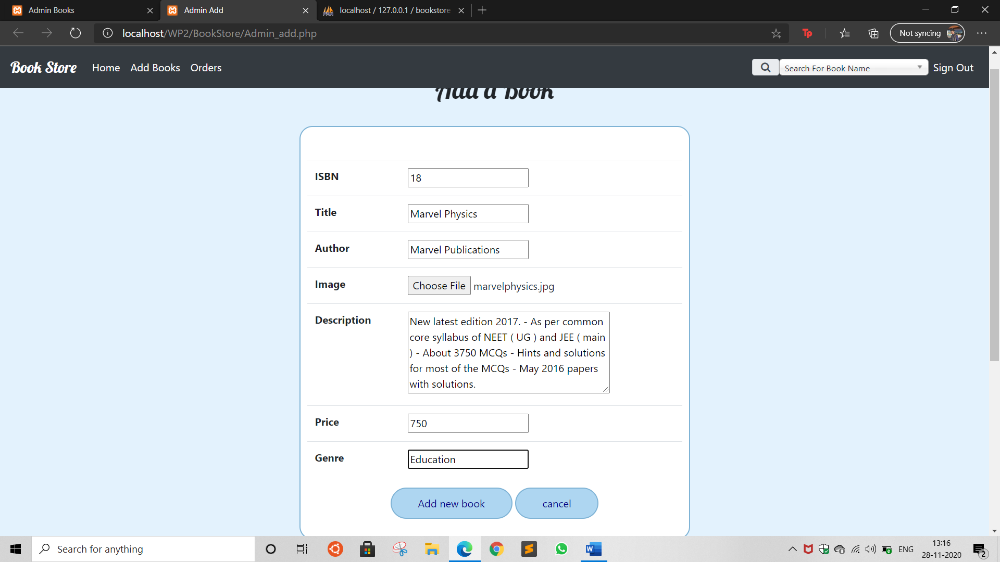 Admin Books
Admin Add
localhost / 127.0.0.1 / bookstore
localhost/WP2/BookStore/Admin_add.php
Not syncing
Book Store
Home
Add Books
Orders
Search For Book Name
Sign Out
Add a Book
ISBN
18
Title
Marvel Physics
Author
Marvel Publications
Image
Choose File
marvelphysics.jpg
Description
New latest edition 2017. - As per common
core syllabus of NEET ( UG ) and JEE ( main
) - About 3750 MCQs - Hints and solutions
for most of the MCQs - May 2016 papers
with solutions.
Price
750
Genre
Education
Add new book
cancel
Search for anything
ENG
13:16
28-11-2020
2